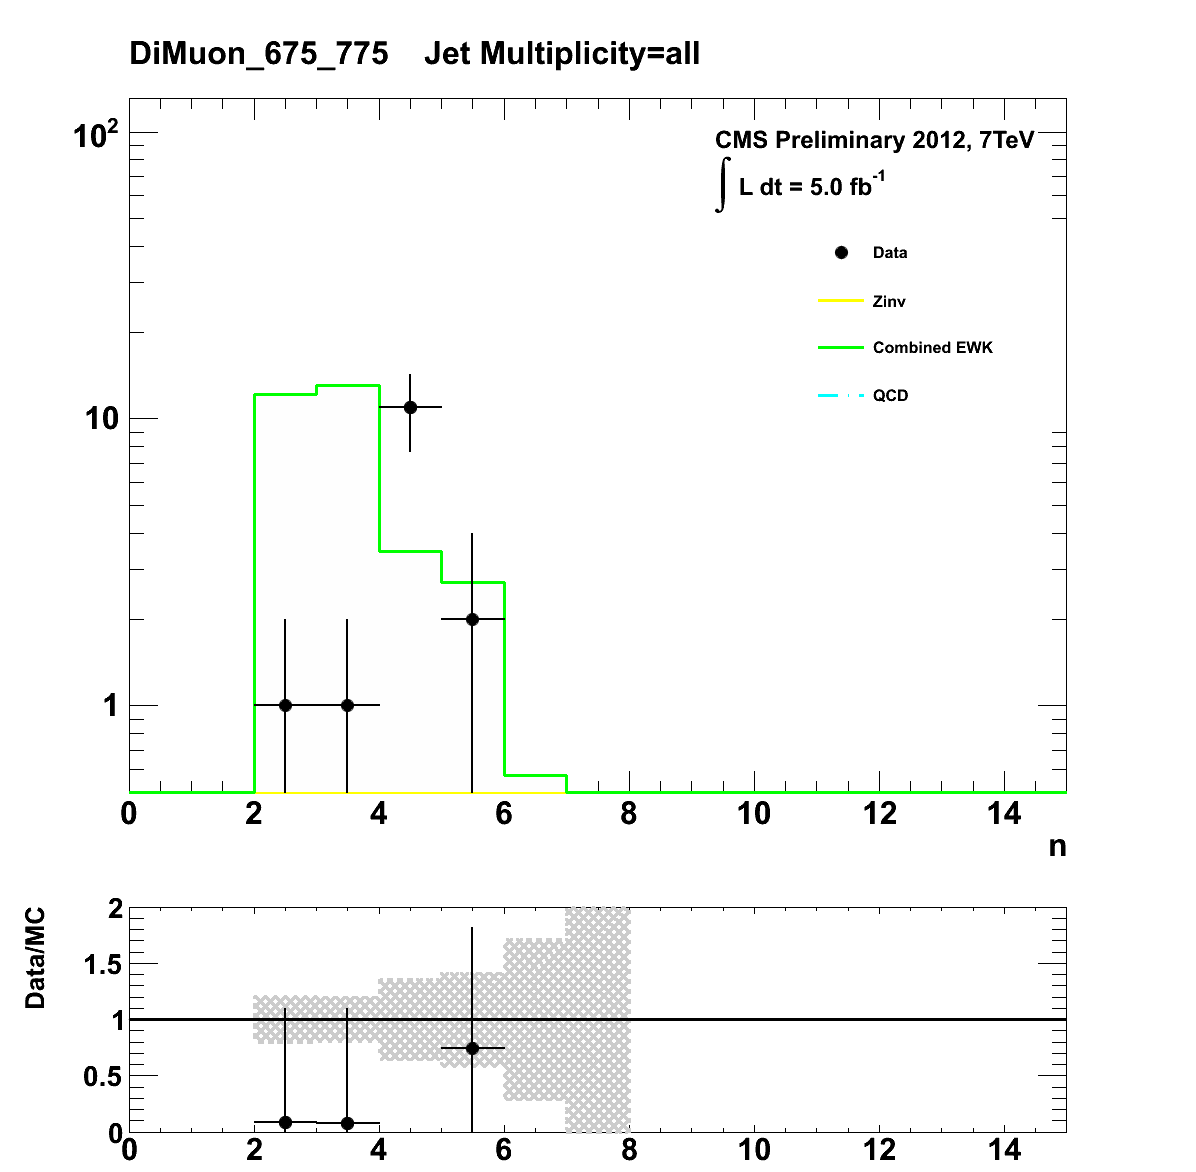 DiMuon_675_775 Jet Multiplicity=all
10²
CMS Preliminary 2012, 7TeV
∫ L dt = 5.0 fb⁻¹
Data
Zinv
Combined EWK
QCD
10
1
0 2 4 6 8 10 12 14
n
Data/MC
2
1.5
1
0.5
0
0 2 4 6 8 10 12 14